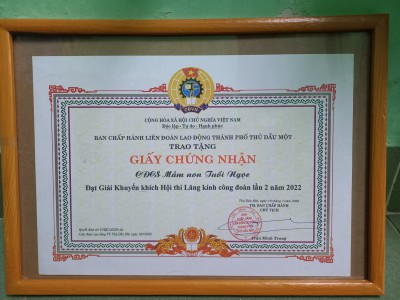 CỘNG HÒA XÃ HỘI CHỦ NGHĨA VIỆT NAM
Độc lập - Tự do - Hạnh phúc
BAN CHẤP HÀNH LIÊN ĐOÀN LAO ĐỘNG THÀNH PHỐ THỦ DẦU MỘT
TRAO TẶNG
GIẤY CHỨNG NHẬN
CĐCS Mầm non Tuổi Ngọc
Đạt Giải Khuyến khích Hội thi Lăng kính công đoàn lần 2 năm 2022
TM. BAN CHẤP HÀNH
CHỦ TỊCH